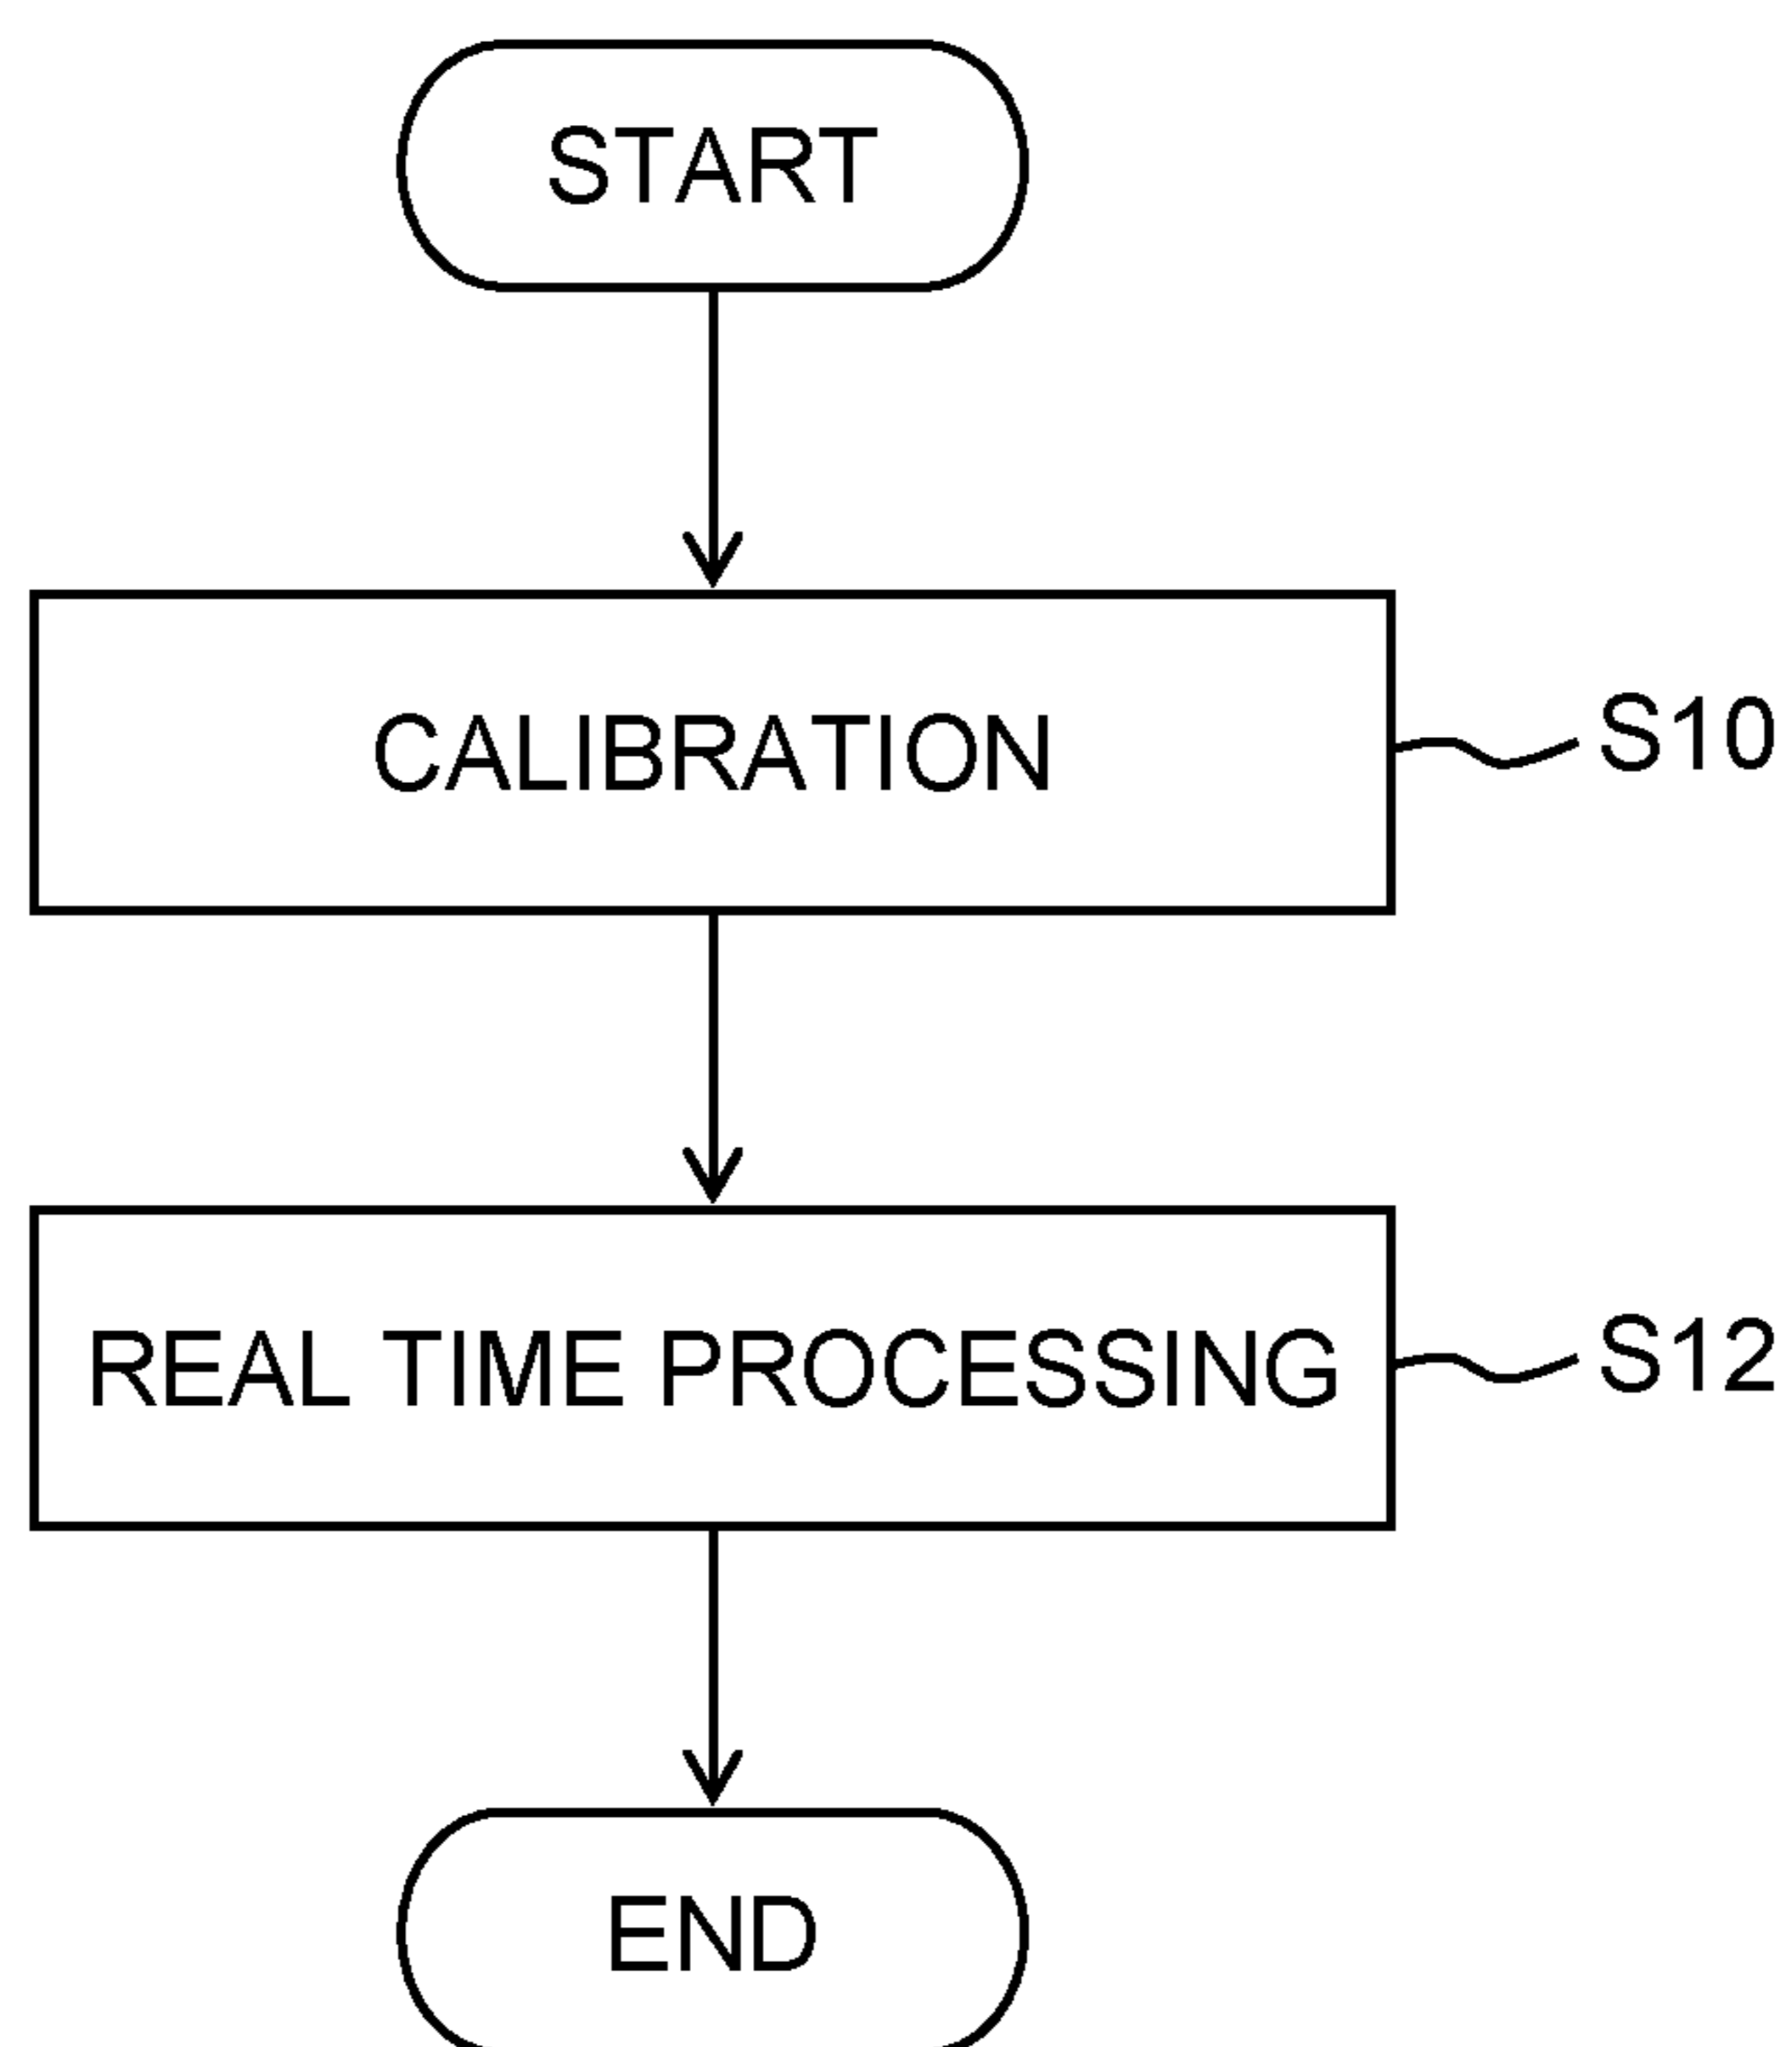 START
CALIBRATION
S10
REAL TIME PROCESSING
S12
END